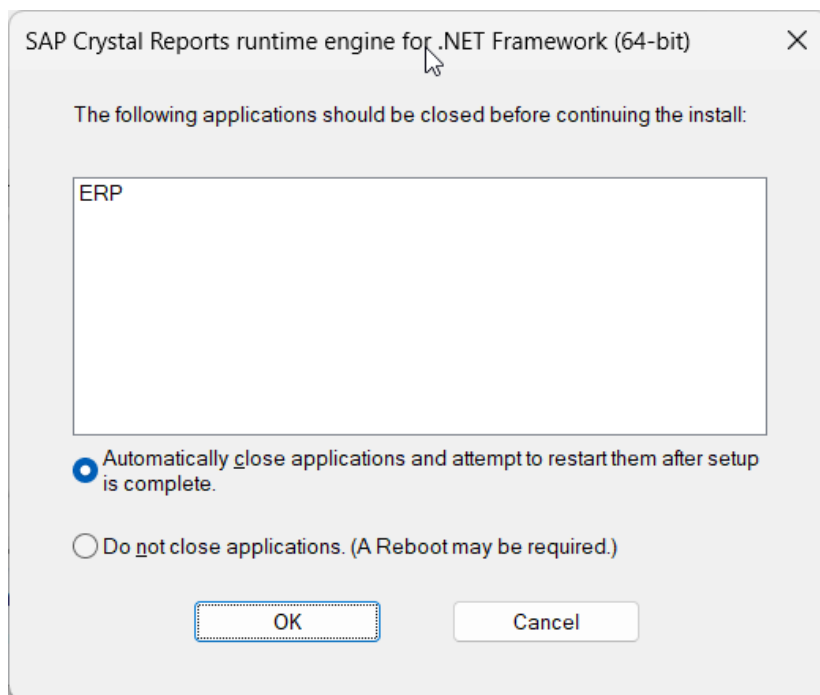 SAP Crystal Reports runtime engine for .NET Framework (64-bit)
The following applications should be closed before continuing the install:
ERP
Automatically close applications and attempt to restart them after setup
is complete.
Do not close applications. (A Reboot may be required.)
OK
Cancel